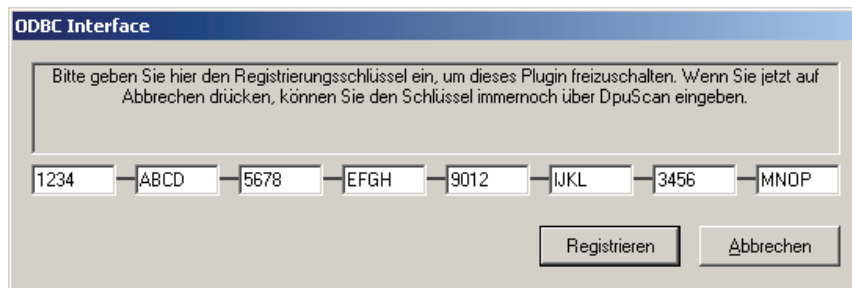 ODBC Interface
Bitte geben Sie hier den Registrierungsschlüssel ein, um dieses Plugin freizuschalten. Wenn Sie jetzt auf
Abbrechen drücken, können Sie den Schlüssel immernoch über DpuScan eingeben.
1234 ABCD 5678 EFGH 9012 IJKL 3456 MNOP
Registrieren Abbrechen